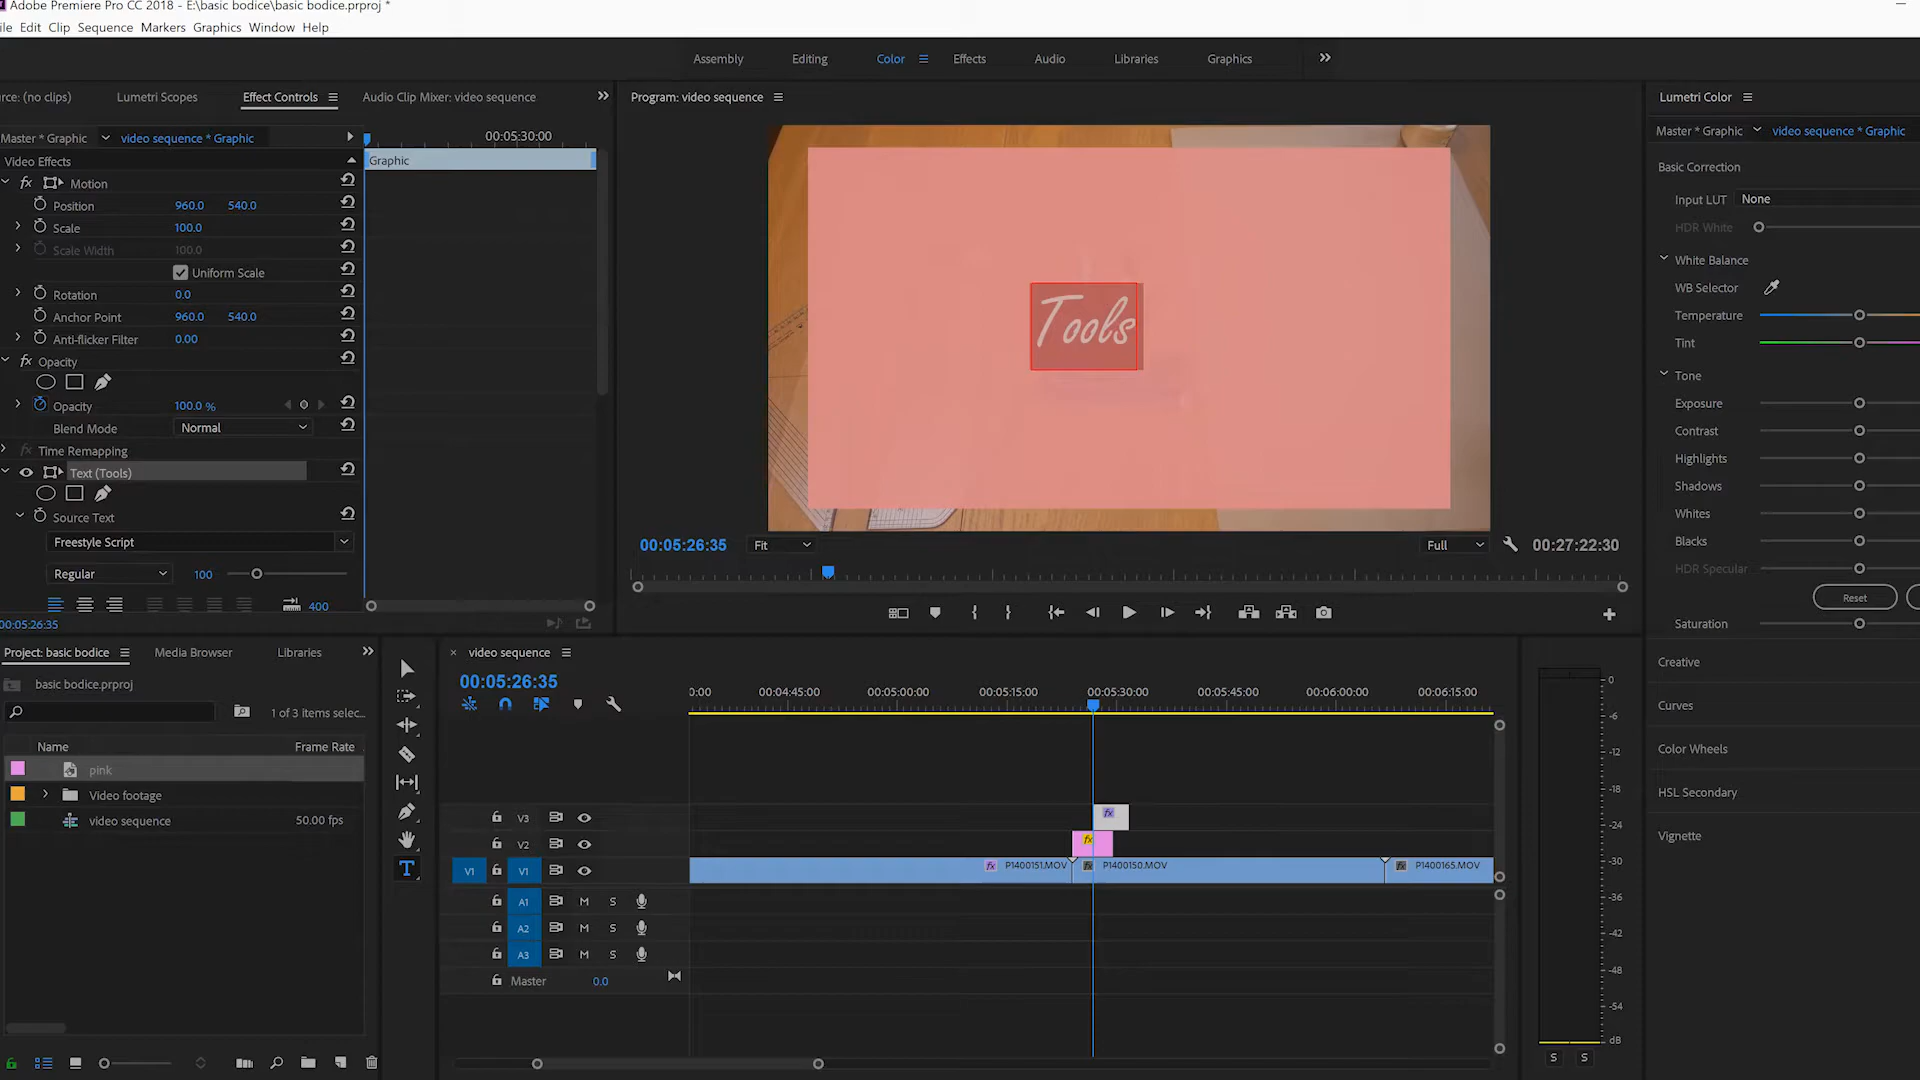 Adobe Premiere Pro CC 2018 - E:\basic bodice\basic bodice.prproj *
ile Edit Clip Sequence Markers Graphics Window Help
Assembly Editing Color Effects Audio Libraries Graphics
rce: (no clips) Lumetri Scopes Effect Controls Audio Clip Mixer: video sequence
Program: video sequence
Lumetri Color
Master * Graphic video sequence * Graphic
00:05:30:00
Master * Graphic video sequence * Graphic
Video Effects
Graphic
Basic Correction
fx Motion
Position 960.0 540.0
Input LUT None
Scale 100.0
HDR White
Scale Width 100.0
White Balance
Uniform Scale
WB Selector
Rotation 0.0
Temperature
Anchor Point 960.0 540.0
Tools
Anti-flicker Filter 0.00
Tint
fx Opacity
Tone
Opacity 100.0 %
Exposure
Blend Mode Normal
Contrast
fx Time Remapping
Highlights
Text (Tools)
Shadows
Source Text
Whites
Freestyle Script
Blacks
00:05:26:35 Fit Full 00:27:22:30
Regular 100
HDR Specular
Reset
400
00:05:26:35
Saturation
Project: basic bodice Media Browser Libraries
video sequence
Creative
basic bodice.prproj
00:05:26:35
:0:00 00:04:45:00 00:05:00:00 00:05:15:00 00:05:30:00 00:05:45:00 00:06:00:00 00:06:15:00
Curves
1 of 3 items selec...
Name Frame Rate
Color Wheels
pink
Video footage
HSL Secondary
video sequence 50.00 fps
V3 fx
Vignette
V2 fx
V1 V1 fx P1400151.MOV fx P1400150.MOV fx P1400165.MOV
A1 M S
A2 M S
A3 M S
Master 0.0
0
-6
-12
-18
-24
-30
-36
-42
-48
-54
dB
S S